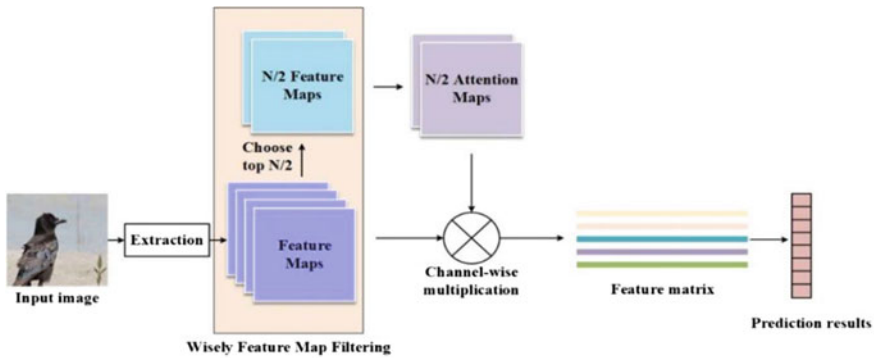 N/2 Feature
Maps
N/2 Attention
Maps
Choose
top N/2
Extraction
Feature
Maps
Input image
Channel-wise
multiplication
Feature matrix
Prediction results
Wisely Feature Map Filtering